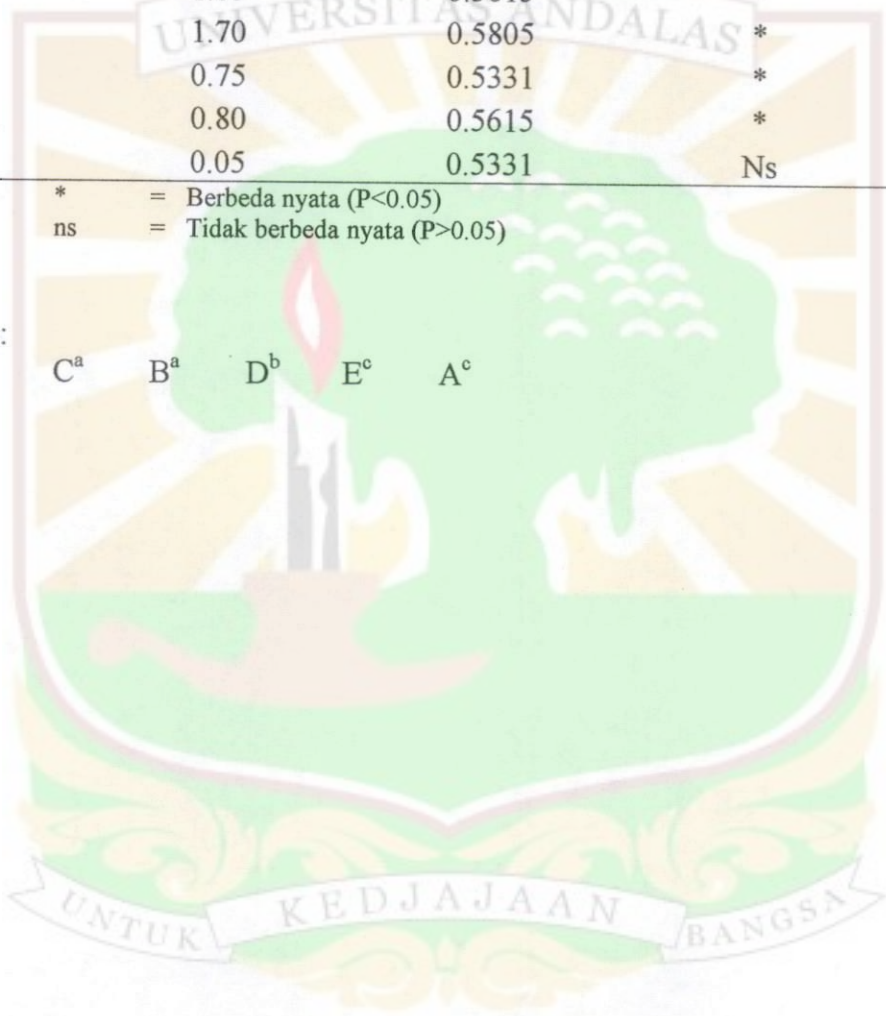 UNIVERSITAS ANDALAS
1.70 0.5805 *
0.75 0.5331 *
0.80 0.5615 *
0.05 0.5331 Ns
* = Berbeda nyata (P<0.05)
ns = Tidak berbeda nyata (P>0.05)
:
Cᵃ Bᵃ Dᵇ Eᶜ Aᶜ
UNTUK KEDJAJAAN BANGSA